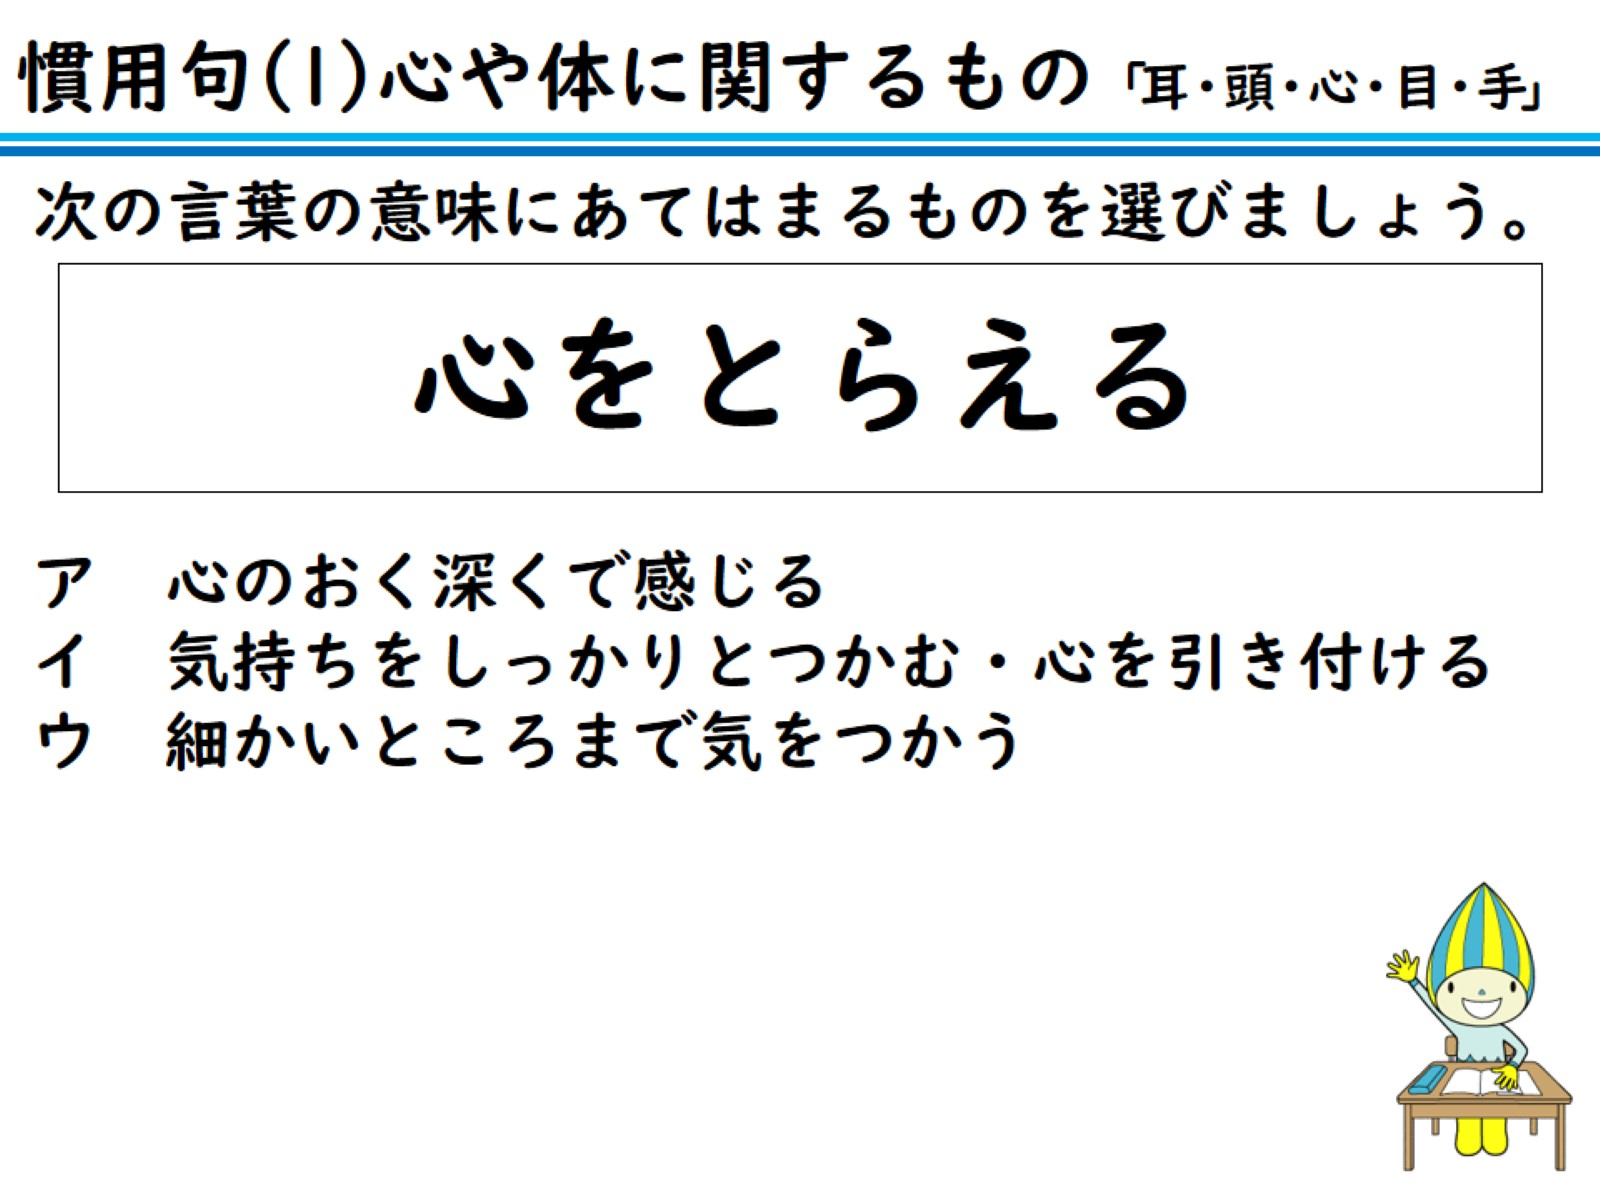 慣用句(1)心や体に関するもの「耳・頭・心・目・手」
次の言葉の意味にあてはまるものを選びましょう。
心をとらえる
ア　心のおく深くで感じる
イ　気持ちをしっかりとつかむ・心を引き付ける
ウ　細かいところまで気をつかう